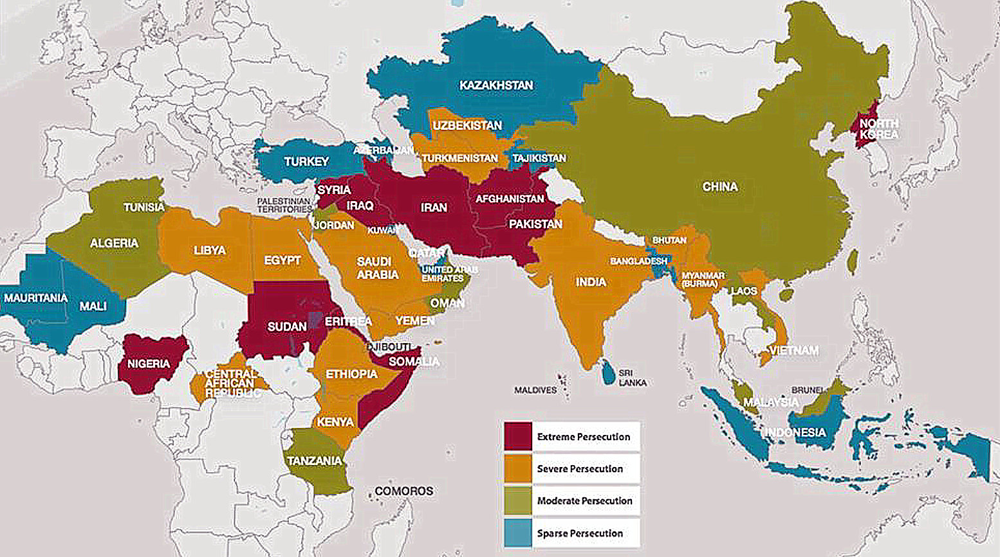 KAZAKHSTAN
UZBEKISTAN
NORTH
KOREA
AZERBAIJAN
TURKEY
TURKMENISTAN
TAJIKISTAN
CHINA
SYRIA
PALESTINIAN
TERRITORIES
IRAQ
IRAN
AFGHANISTAN
TUNISIA
JORDAN
KUWAIT
PAKISTAN
ALGERIA
LIBYA
EGYPT
SAUDI
ARABIA
QATAR
UNITED ARAB
EMIRATES
BHUTAN
BANGLADESH
INDIA
MYANMAR
(BURMA)
LAOS
MAURITANIA
MALI
OMAN
SUDAN
ERITREA
YEMEN
DJIBOUTI
SOMALIA
VIETNAM
NIGERIA
CENTRAL
AFRICAN
REPUBLIC
ETHIOPIA
SRI
LANKA
MALDIVES
BRUNEI
MALAYSIA
KENYA
INDONESIA
TANZANIA
COMOROS
Extreme Persecution
Severe Persecution
Moderate Persecution
Sparse Persecution